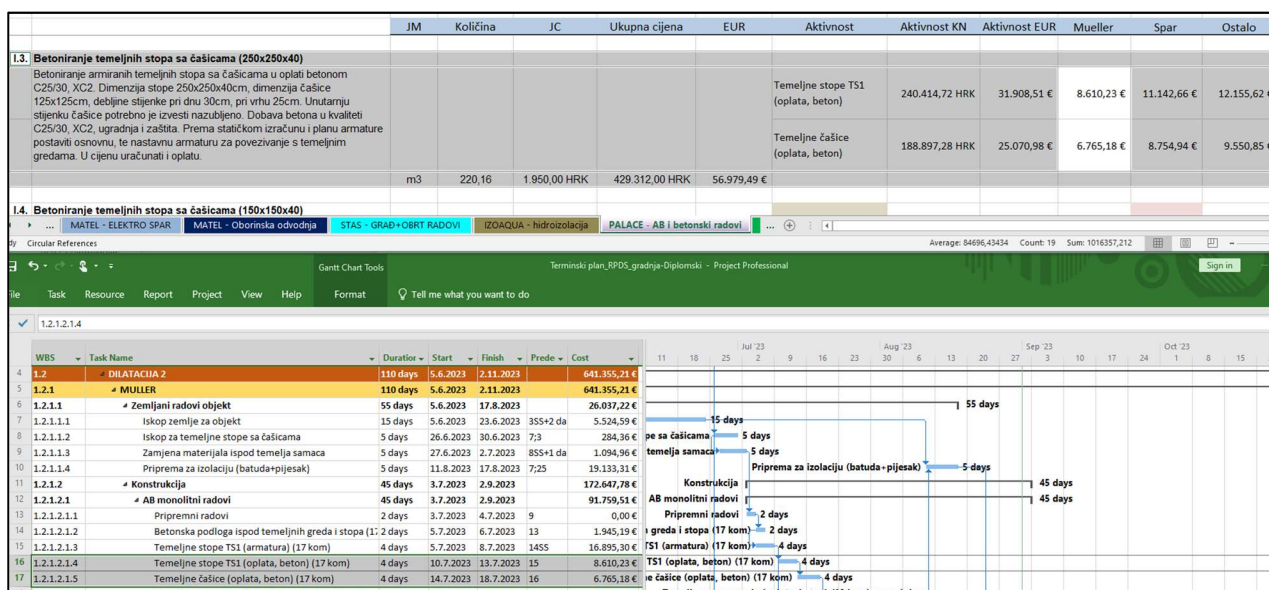 JM Količina JC Ukupna cijena EUR Aktivnost Aktivnost KN Aktivnost EUR Mueller Spar Ostalo
I.3. Betoniranje temeljnih stopa sa čašicama (250x250x40)
Betoniranje armiranih temeljnih stopa sa čašicama u oplati betonom
C25/30, XC2. Dimenzija stope 250x250x40cm, dimenzija čašice
125x125cm, debljine stijenke pri dnu 30cm, pri vrhu 25cm. Unutarnju
stijenku čašice potrebno je izvesti nazubljeno. Dobava betona u kvaliteti
C25/30, XC2, ugradnja i zaštita. Prema statičkom izračunu i planu armature
postaviti osnovnu, te nastavnu armaturu za povezivanje s temeljnim
gredama. U cijenu uračunati i oplatu.
Temeljne stope TS1
(oplata, beton)
240.414,72 HRK 31.908,51 € 8.610,23 € 11.142,66 € 12.155,62
Temeljne čašice
(oplata, beton)
188.897,28 HRK 25.070,98 € 6.765,18 € 8.754,94 € 9.550,85
m3 220,16 1.950,00 HRK 429.312,00 HRK 56.979,49 €
I.4. Betoniranje temeljnih stopa sa čašicama (150x150x40)
... MATEL - ELEKTRO SPAR MATEL - Oborinska odvodnja STAS - GRAD+OBRT RADOVI IZOAQUA - hidroizolacija PALACE - AB i betonski radovi ...
dy Circular References Average: 84696,43434 Count: 19 Sum: 1016357,212
Gantt Chart Tools Terminski plan_RPDS_gradnja-Diplomski - Project Professional Sign in
ile Task Resource Report Project View Help Format Tell me what you want to do
1.2.1.2.1.4
Jul '23 Aug '23 Sep '23 Oct '23
WBS Task Name Duration Start Finish Prede Cost 11 18 25 2 9 16 23 30 6 13 20 27 3 10 17 24 1 8 15
4 1.2 DILATACIJA 2 110 days 5.6.2023 2.11.2023 641.355,21 €
5 1.2.1 MULLER 110 days 5.6.2023 2.11.2023 641.355,21 €
6 1.2.1.1 Zemljani radovi objekt 55 days 5.6.2023 17.8.2023 26.037,22 € 55 days
7 1.2.1.1.1 Iskop zemlje za objekt 15 days 5.6.2023 23.6.2023 3SS+2 da 5.524,59 € 15 days
8 1.2.1.1.2 Iskop za temeljne stope sa čašicama 5 days 26.6.2023 30.6.2023 7;3 284,36 € pe sa čašicama 5 days
9 1.2.1.1.3 Zamjena materijala ispod temelja samaca 5 days 27.6.2023 2.7.2023 8SS+1 da 1.094,96 € temelja samaca 5 days
10 1.2.1.1.4 Priprema za izolaciju (batuda+pijesak) 5 days 11.8.2023 17.8.2023 7;25 19.133,31 € Priprema za izolaciju (batuda+pijesak) 5 days
11 1.2.1.2 Konstrukcija 45 days 3.7.2023 2.9.2023 172.647,78 € Konstrukcija 45 days
12 1.2.1.2.1 AB monolitni radovi 45 days 3.7.2023 2.9.2023 91.759,51 € AB monolitni radovi 45 days
13 1.2.1.2.1.1 Pripremni radovi 2 days 3.7.2023 4.7.2023 9 0,00 € Pripremni radovi 2 days
14 1.2.1.2.1.2 Betonska podloga ispod temeljnih greda i stopa (17 2 days 5.7.2023 6.7.2023 13 1.945,19 € greda i stopa (17 kom) 2 days
15 1.2.1.2.1.3 Temeljne stope TS1 (armatura) (17 kom) 4 days 5.7.2023 8.7.2023 14SS 16.895,30 € TS1 (armatura) (17 kom) 4 days
16 1.2.1.2.1.4 Temeljne stope TS1 (oplata, beton) (17 kom) 4 days 10.7.2023 13.7.2023 15 8.610,23 € TS1 (oplata, beton) (17 kom) 4 days
17 1.2.1.2.1.5 Temeljne čašice (oplata, beton) (17 kom) 4 days 14.7.2023 18.7.2023 16 6.765,18 € ne čašice (oplata, beton) (17 kom) 4 days